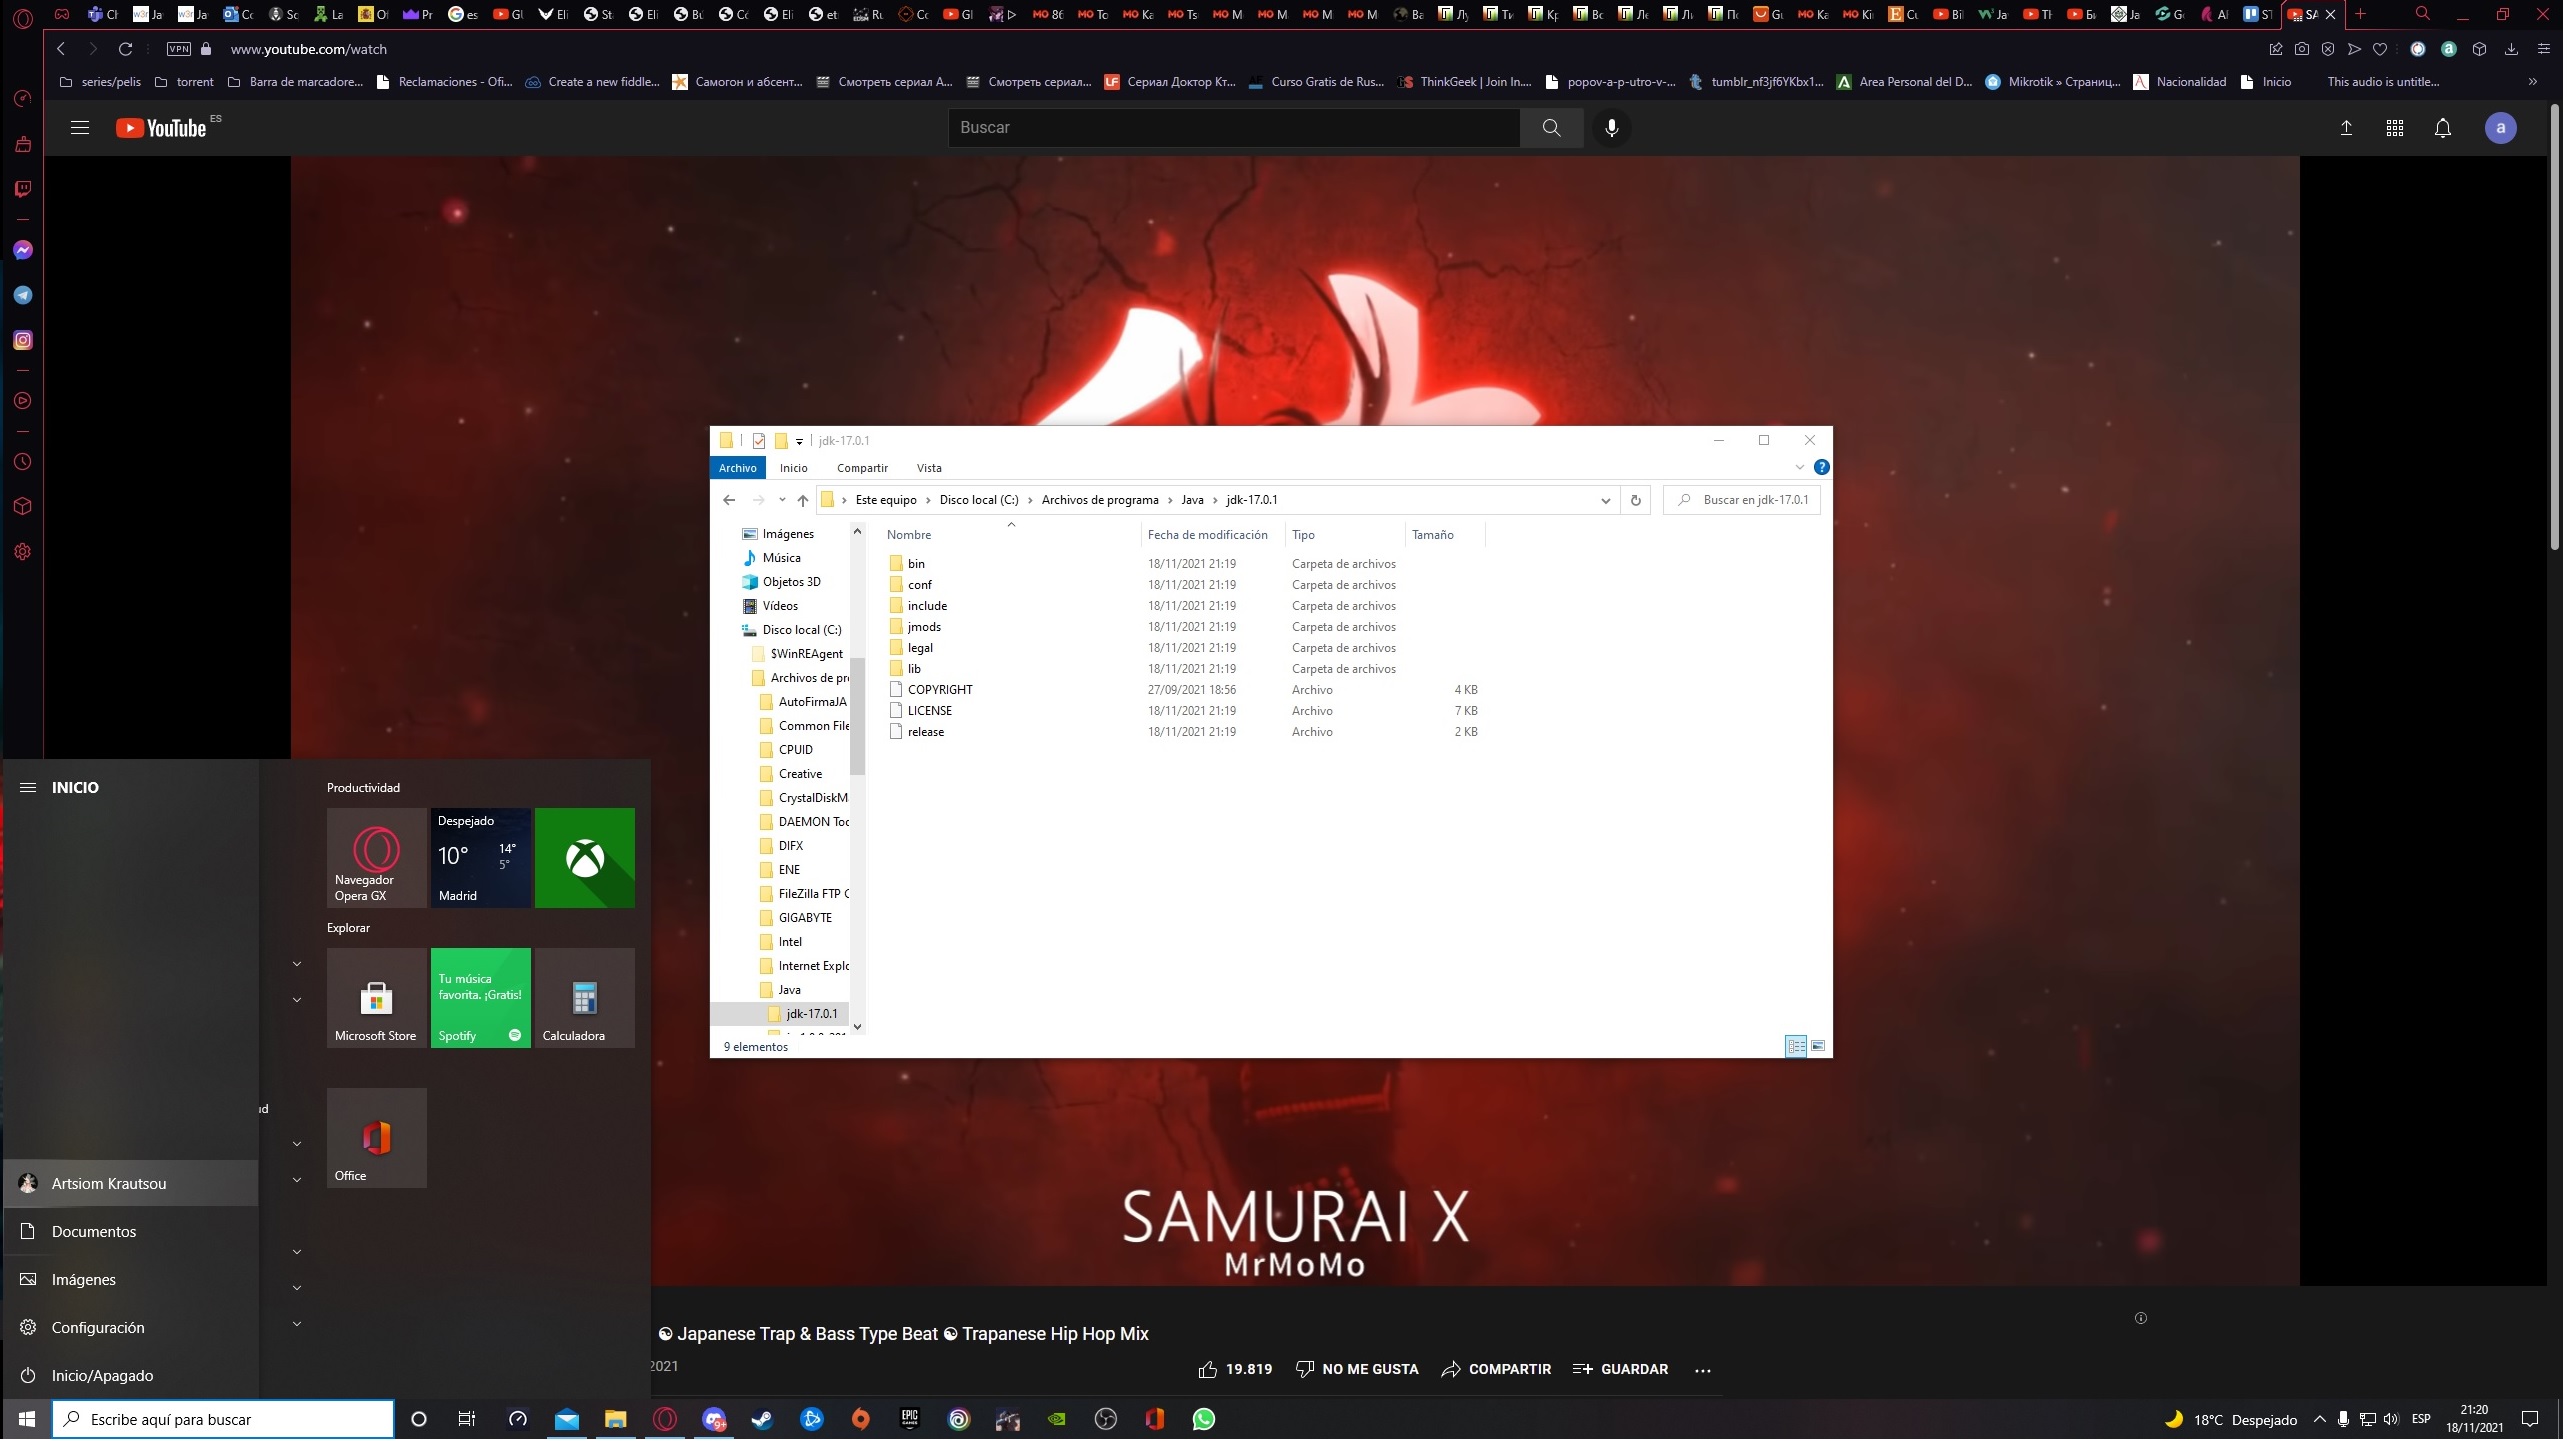 www.youtube.com/watch
VPN
series/pelis
torrent
Barra de marcadore...
Reclamaciones - Ofi...
Create a new fiddle...
Самогон и абсент...
Смотреть сериал А...
Смотреть сериал...
Сериал Доктор Кт...
Curso Gratis de Rus...
ThinkGeek | Join In....
popov-a-p-utro-v-...
tumblr_nf3jf6YKbx1...
Area Personal del D...
Mikrotik » Страниц...
Nacionalidad
Inicio
This audio is untitle...
YouTube ES
Buscar
a
jdk-17.0.1
Archivo Inicio Compartir Vista
Este equipo > Disco local (C:) > Archivos de programa > Java > jdk-17.0.1
Buscar en jdk-17.0.1
Imágenes
Música
Objetos 3D
Vídeos
Disco local (C:)
$WinREAgent
Archivos de pr
AutoFirmaJA
Common File
CPUID
Creative
CrystalDiskM
DAEMON Too
DIFX
ENE
FileZilla FTP C
GIGABYTE
Intel
Internet Explo
Java
jdk-17.0.1
Nombre Fecha de modificación Tipo Tamaño
bin 18/11/2021 21:19 Carpeta de archivos
conf 18/11/2021 21:19 Carpeta de archivos
include 18/11/2021 21:19 Carpeta de archivos
jmods 18/11/2021 21:19 Carpeta de archivos
legal 18/11/2021 21:19 Carpeta de archivos
lib 18/11/2021 21:19 Carpeta de archivos
COPYRIGHT 27/09/2021 18:56 Archivo 4 KB
LICENSE 18/11/2021 21:19 Archivo 7 KB
release 18/11/2021 21:19 Archivo 2 KB
9 elementos
INICIO
Productividad
Navegador
Opera GX
Despejado
10° 14°
5°
Madrid
Explorar
Microsoft Store
Tu música
favorita. ¡Gratis!
Spotify
Calculadora
ud
Office
Artsiom Krautsou
Documentos
Imágenes
Configuración
Inicio/Apagado
SAMURAI X
MrMoMo
☯ Japanese Trap & Bass Type Beat ☯ Trapanese Hip Hop Mix
2021
19.819
NO ME GUSTA
COMPARTIR
GUARDAR
Escribe aquí para buscar
9+
EPIC
GAMES
18°C Despejado
ESP
21:20
18/11/2021